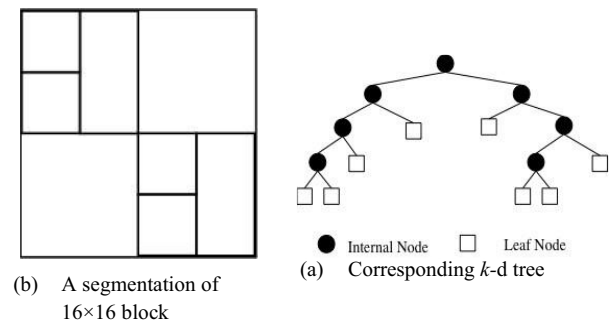 Internal Node
Leaf Node
(b) A segmentation of
16×16 block
(a) Corresponding k-d tree